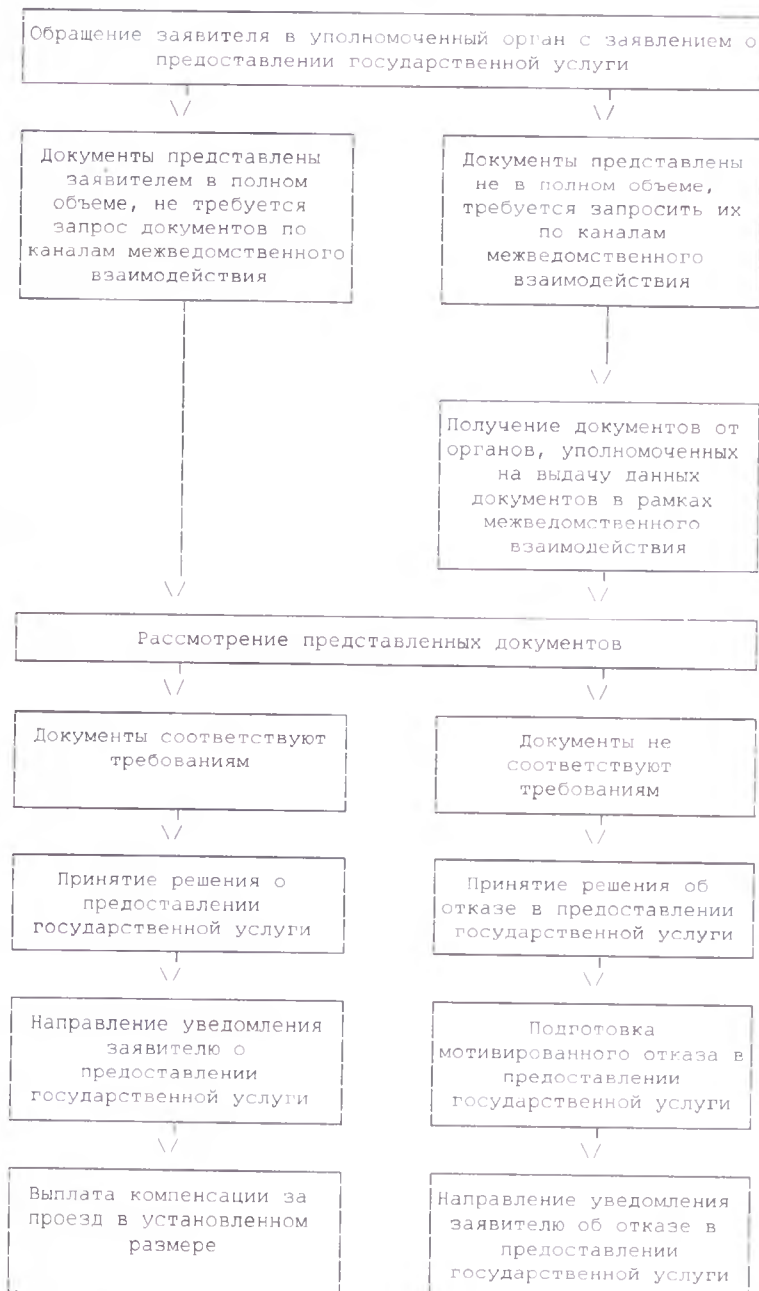 Обращение заявителя в уполномоченный орган с заявлением о
предоставлении государственной услуги
Документы представлены
заявителем в полном
объеме, не требуется
запрос документов по
каналам межведомственного
взаимодействия
Документы представлены
не в полном объеме,
требуется запросить их
по каналам
межведомственного
взаимодействия
Получение документов от
органов, уполномоченных
на выдачу данных
документов в рамках
межведомственного
взаимодействия
Рассмотрение представленных документов
Документы соответствуют
требованиям
Документы не
соответствуют
требованиям
Принятие решения о
предоставлении
государственной услуги
Принятие решения об
отказе в предоставлении
государственной услуги
Направление уведомления
заявителю о
предоставлении
государственной услуги
Подготовка
мотивированного отказа в
предоставлении
государственной услуги
Выплата компенсации за
проезд в установленном
размере
Направление уведомления
заявителю об отказе в
предоставлении
государственной услуги